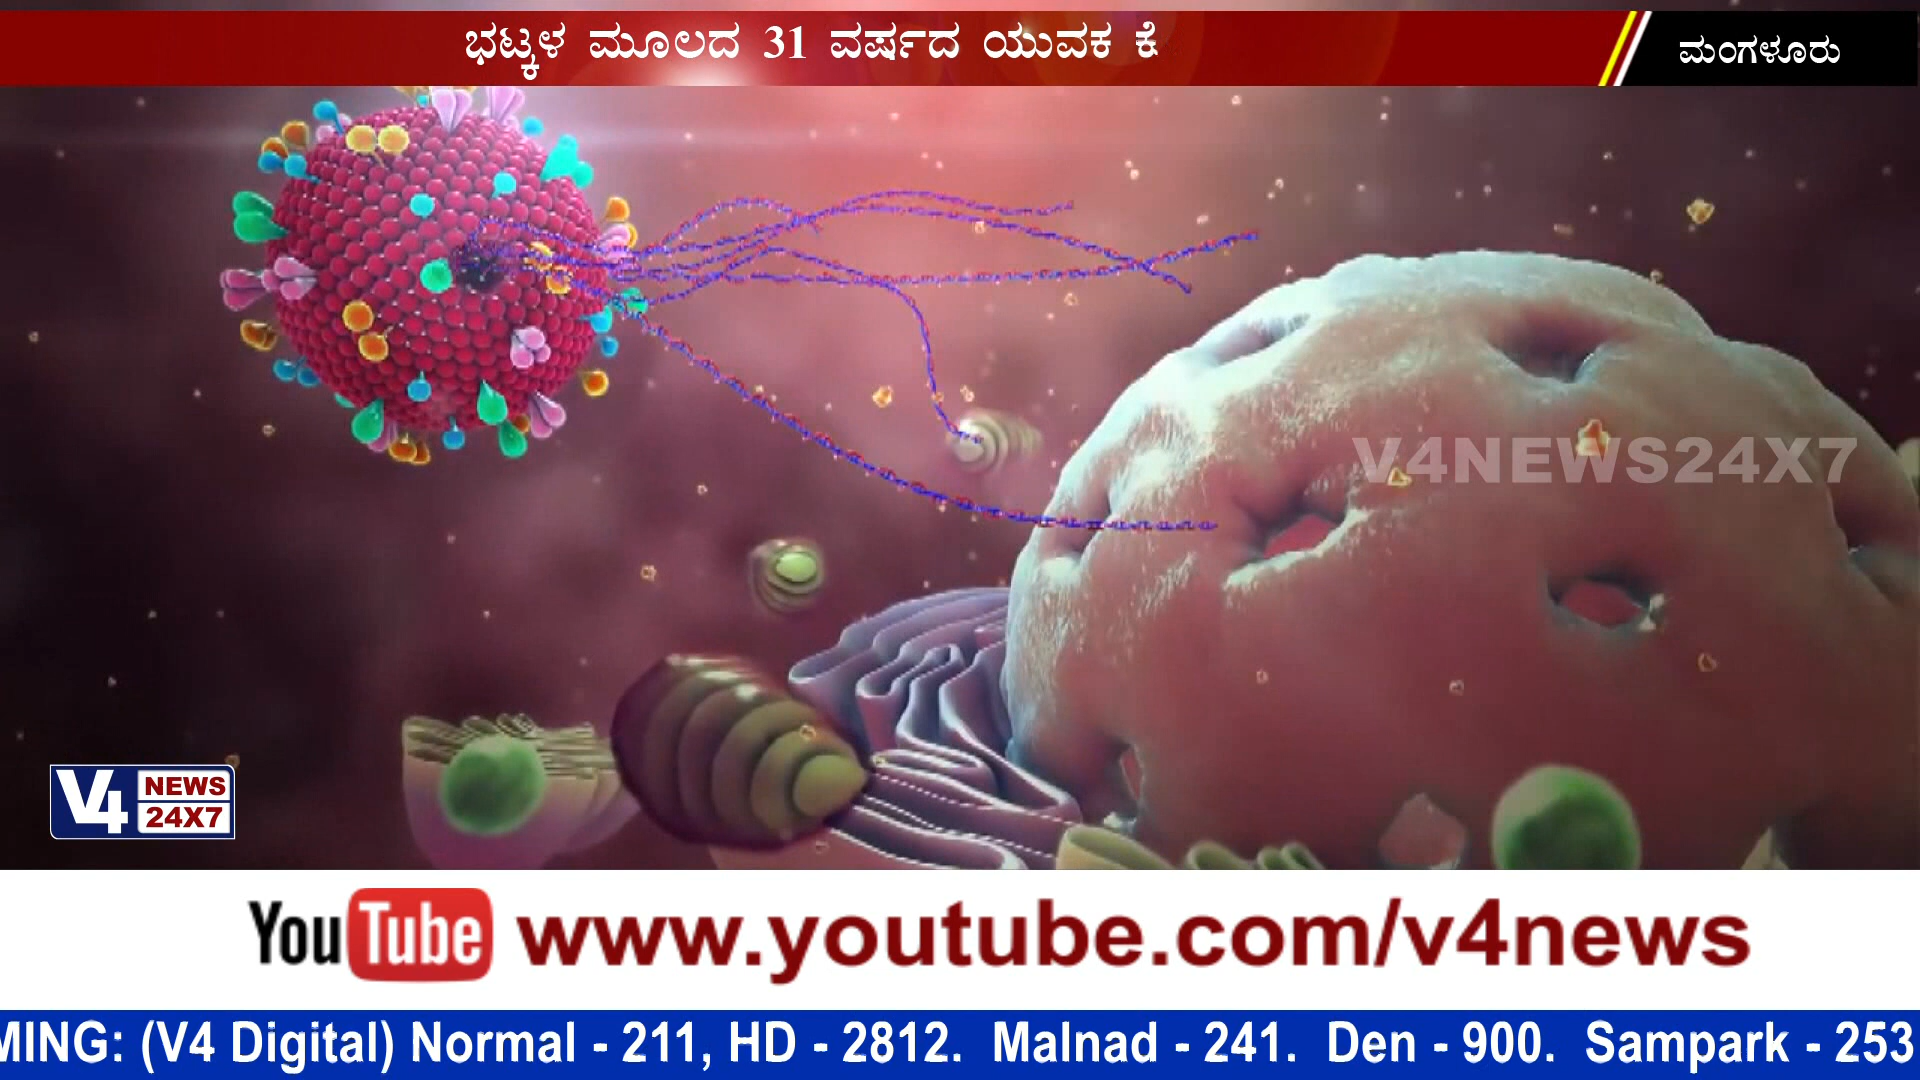 ಭಟ್ಕಳ ಮೂಲದ 31 ವರ್ಷದ ಯುವಕ ಕೆ
ಮಂಗಳೂರು
V4NEWS24X7
V4 NEWS
24X7
YouTube www.youtube.com/v4news
MING: (V4 Digital) Normal - 211, HD - 2812. Malnad - 241. Den - 900. Sampark - 253